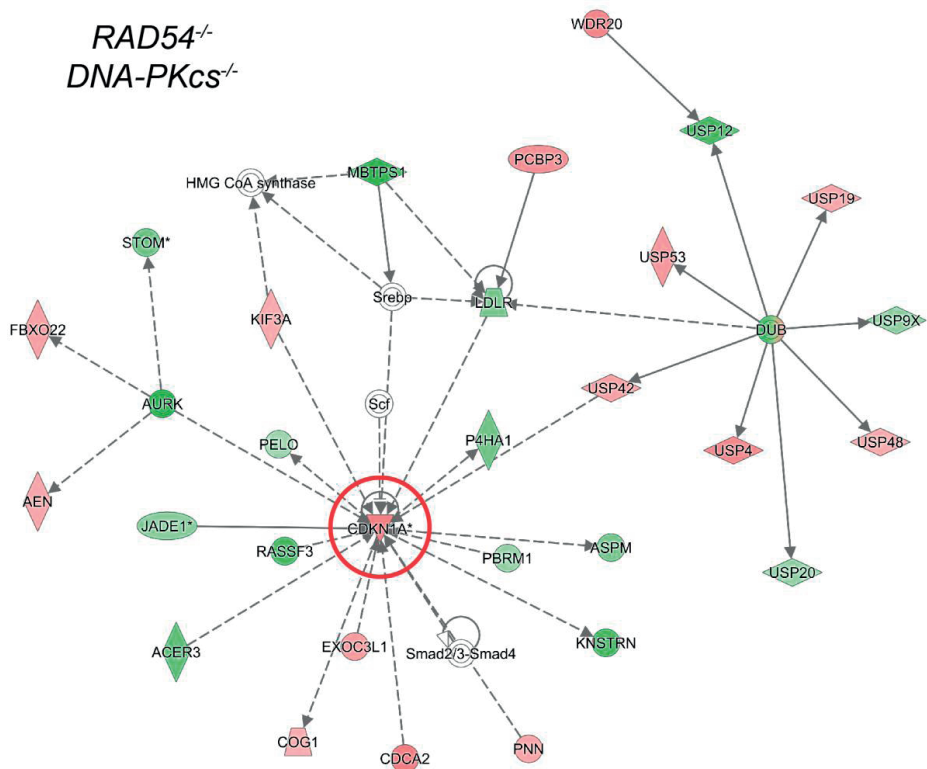 RAD54-/-
DNA-PKcs-/-
WDR20
USP12
PCBP3
MBTPS1
HMG CoA synthase
USP19
STOM*
USP53
Srebp
LDLR
FBXO22
KIF3A
DUB
USP9X
USP42
AURK
Scf
PELO
P4HA1
USP4
USP48
AEN
JADE1*
CDKN1A*
RASSF3
PBRM1
ASPM
USP20
ACER3
EXOC3L1
Smad2/3-Smad4
KNSTRN
COG1
CDCA2
PNN